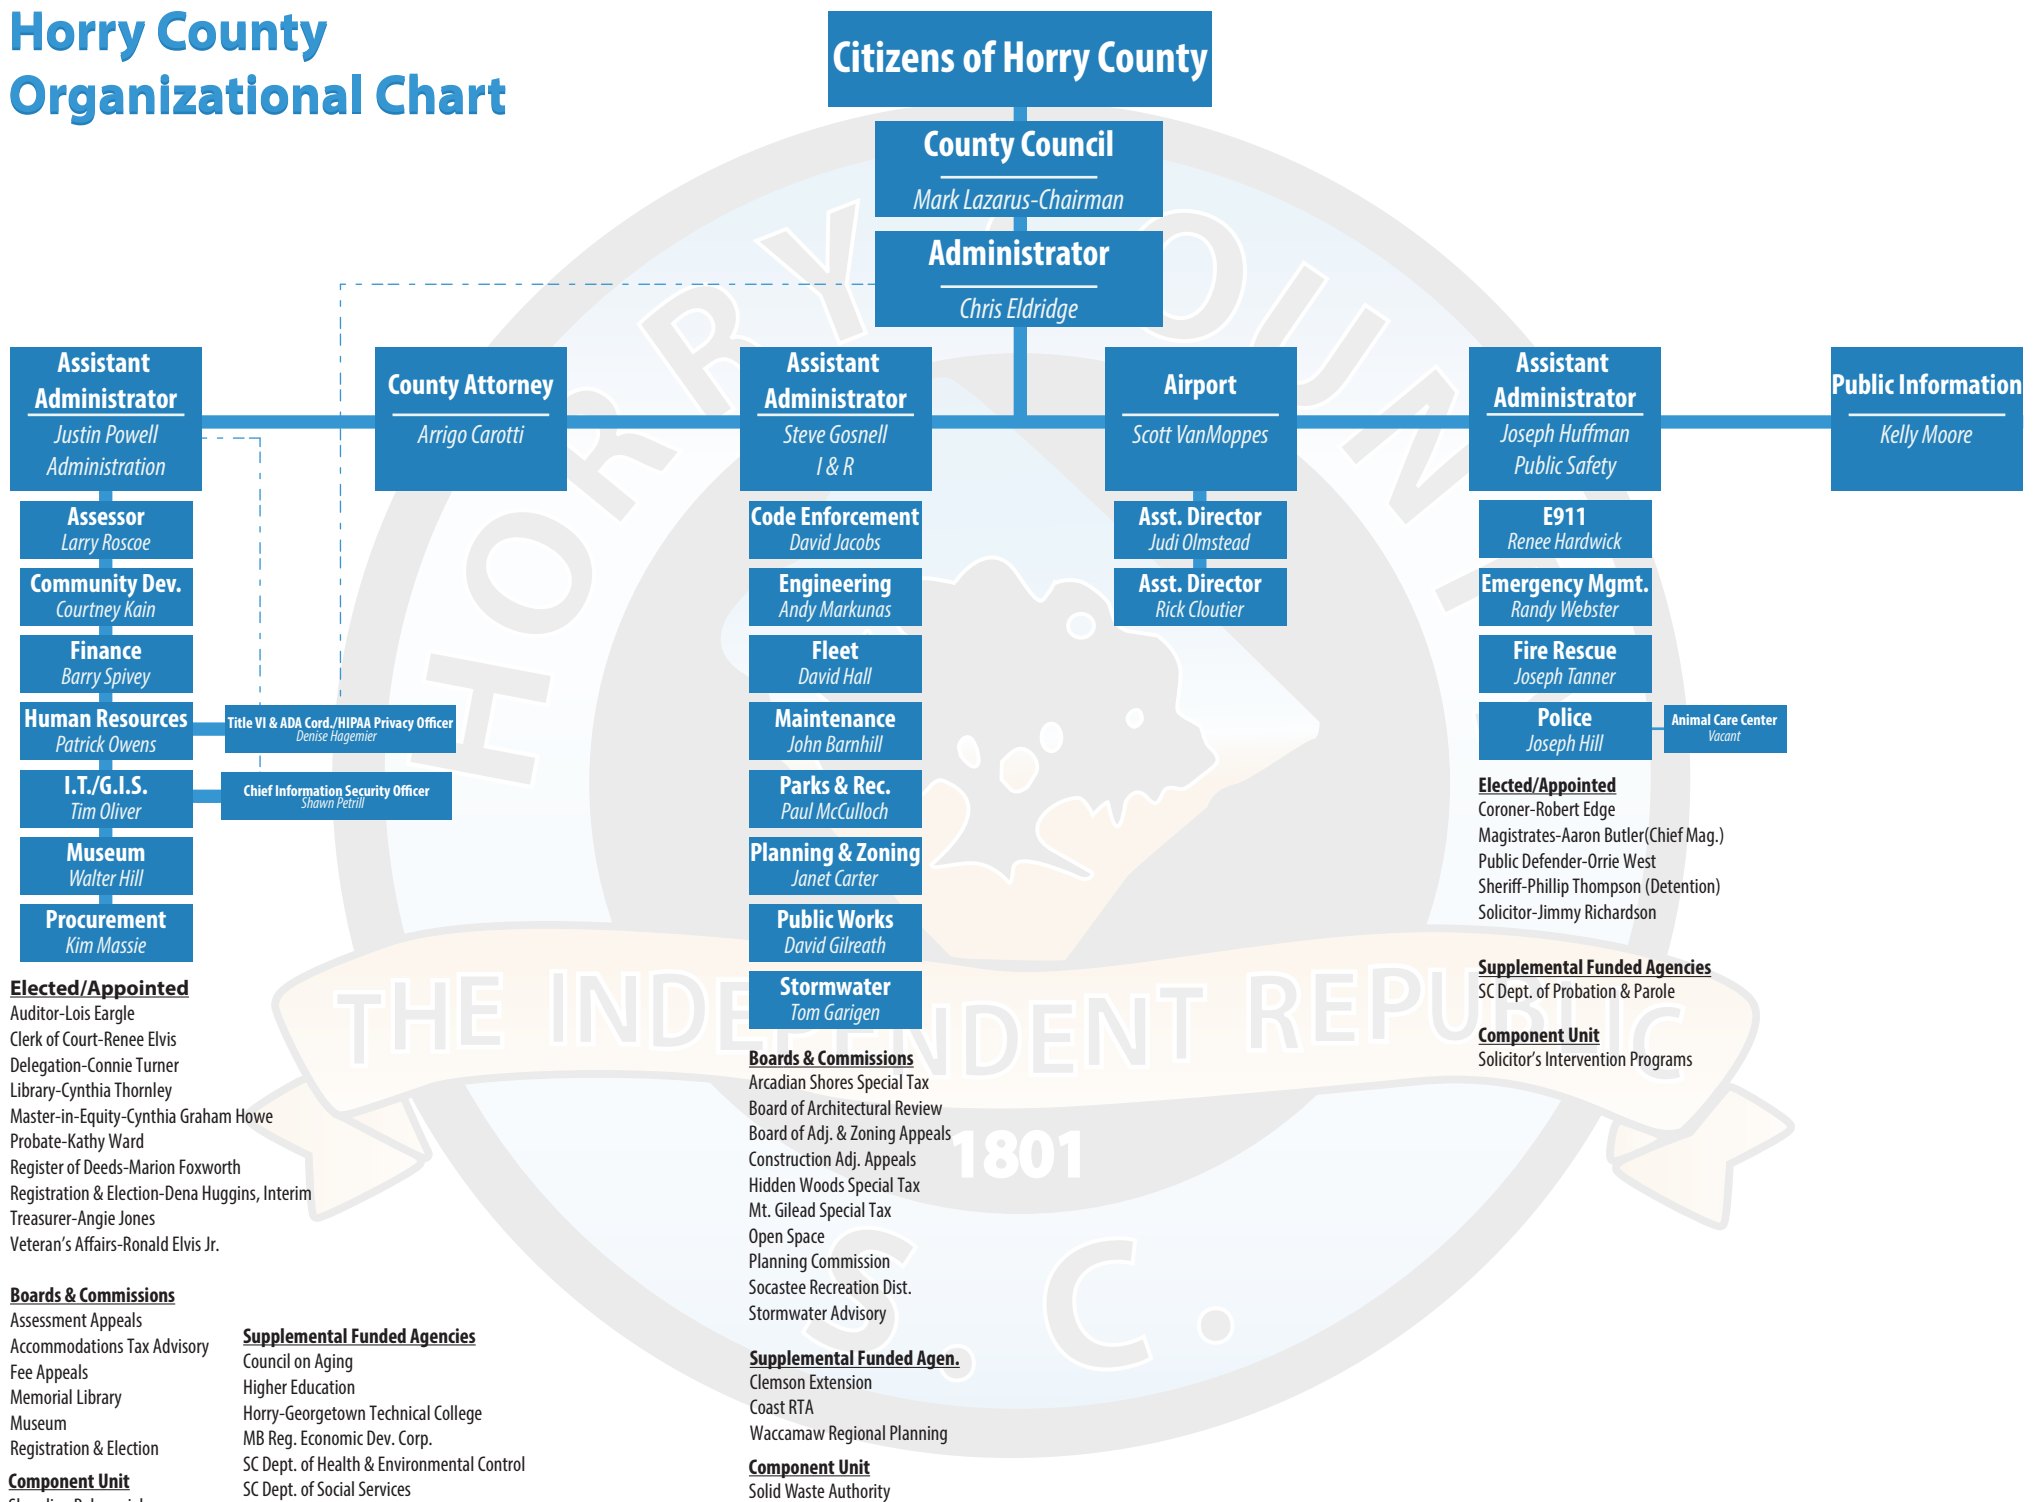 Horry County
Organizational Chart
Citizens of Horry County
County Council
Mark Lazarus-Chairman
Administrator
Chris Eldridge
Assistant
Administrator
Justin Powell
Administration
County Attorney
Arrigo Carotti
Assistant
Administrator
Steve Gosnell
I & R
Airport
Scott VanMoppes
Assistant
Administrator
Joseph Huffman
Public Safety
Public Information
Kelly Moore
Assessor
Larry Roscoe
Community Dev.
Courtney Kain
Finance
Barry Spivey
Human Resources
Patrick Owens
Title VI & ADA Cord./HIPAA Privacy Officer
Denise Hagemier
I.T./G.I.S.
Tim Oliver
Chief Information Security Officer
Shawn Petrill
Museum
Walter Hill
Procurement
Kim Massie
Elected/Appointed
Auditor-Lois Eargle
Clerk of Court-Renee Elvis
Delegation-Connie Turner
Library-Cynthia Thornley
Master-in-Equity-Cynthia Graham Howe
Probate-Kathy Ward
Register of Deeds-Marion Foxworth
Registration & Election-Dena Huggins, Interim
Treasurer-Angie Jones
Veteran's Affairs-Ronald Elvis Jr.
Boards & Commissions
Assessment Appeals
Accommodations Tax Advisory
Fee Appeals
Memorial Library
Museum
Registration & Election
Component Unit
Supplemental Funded Agencies
Council on Aging
Higher Education
Horry-Georgetown Technical College
MB Reg. Economic Dev. Corp.
SC Dept. of Health & Environmental Control
SC Dept. of Social Services
Code Enforcement
David Jacobs
Engineering
Andy Markunas
Fleet
David Hall
Maintenance
John Barnhill
Parks & Rec.
Paul McCulloch
Planning & Zoning
Janet Carter
Public Works
David Gilreath
Stormwater
Tom Garigen
Boards & Commissions
Arcadian Shores Special Tax
Board of Architectural Review
Board of Adj. & Zoning Appeals
Construction Adj. Appeals
Hidden Woods Special Tax
Mt. Gilead Special Tax
Open Space
Planning Commission
Socastee Recreation Dist.
Stormwater Advisory
Supplemental Funded Agen.
Clemson Extension
Coast RTA
Waccamaw Regional Planning
Component Unit
Solid Waste Authority
Asst. Director
Judi Olmstead
Asst. Director
Rick Cloutier
E911
Renee Hardwick
Emergency Mgmt.
Randy Webster
Fire Rescue
Joseph Tanner
Police
Joseph Hill
Animal Care Center
Vacant
Elected/Appointed
Coroner-Robert Edge
Magistrates-Aaron Butler(Chief Mag.)
Public Defender-Orrie West
Sheriff-Phillip Thompson (Detention)
Solicitor-Jimmy Richardson
Supplemental Funded Agencies
SC Dept. of Probation & Parole
Component Unit
Solicitor's Intervention Programs
HORRY COUNTY
THE INDEPENDENT REPUBLIC
1801
S. C.